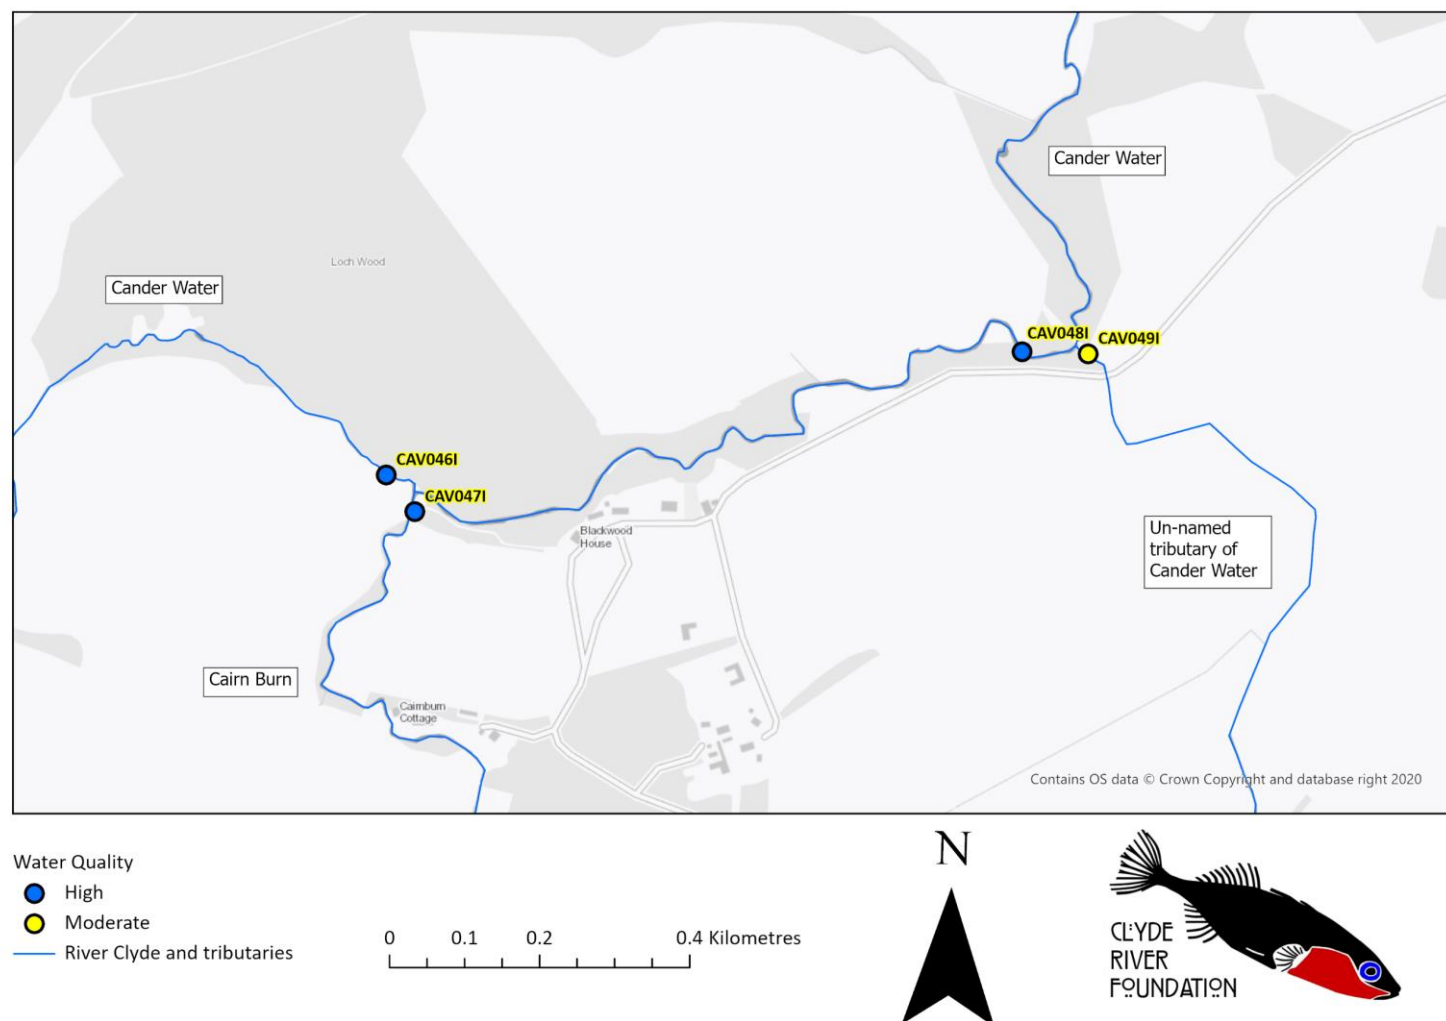 Cander Water
Loch Wood
Cander Water
CAV048I
CAV049I
CAV046I
CAV047I
Blackwood
House
Un-named
tributary of
Cander Water
Cairn Burn
Cairnburn
Cottage
Contains OS data © Crown Copyright and database right 2020
Water Quality
High
Moderate
River Clyde and tributaries
0 0.1 0.2 0.4 Kilometres
N
CLYDE
RIVER
FOUNDATION